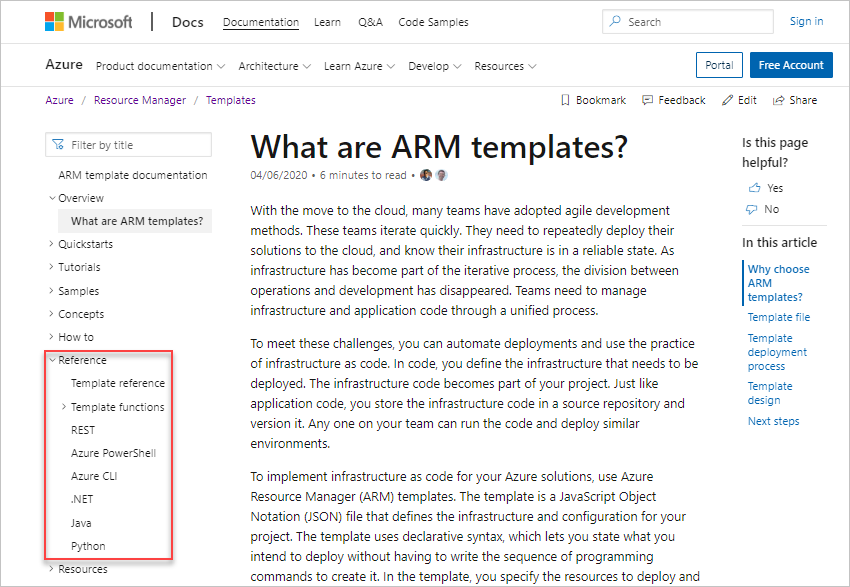 Microsoft Docs Documentation Learn Q&A Code Samples Search Sign in
Azure Product documentation Architecture Learn Azure Develop Resources Portal Free Account
Azure / Resource Manager / Templates Bookmark Feedback Edit Share
Filter by title
ARM template documentation
Overview
What are ARM templates?
Quickstarts
Tutorials
Samples
Concepts
How to
Reference
Template reference
Template functions
REST
Azure PowerShell
Azure CLI
.NET
Java
Python
Resources
What are ARM templates?
04/06/2020 • 6 minutes to read •
With the move to the cloud, many teams have adopted agile development
methods. These teams iterate quickly. They need to repeatedly deploy their
solutions to the cloud, and know their infrastructure is in a reliable state. As
infrastructure has become part of the iterative process, the division between
operations and development has disappeared. Teams need to manage
infrastructure and application code through a unified process.
To meet these challenges, you can automate deployments and use the practice
of infrastructure as code. In code, you define the infrastructure that needs to be
deployed. The infrastructure code becomes part of your project. Just like
application code, you store the infrastructure code in a source repository and
version it. Any one on your team can run the code and deploy similar
environments.
To implement infrastructure as code for your Azure solutions, use Azure
Resource Manager (ARM) templates. The template is a JavaScript Object
Notation (JSON) file that defines the infrastructure and configuration for your
project. The template uses declarative syntax, which lets you state what you
intend to deploy without having to write the sequence of programming
commands to create it. In the template, you specify the resources to deploy and
Is this page
helpful?
Yes
No
In this article
Why choose
ARM
templates?
Template file
Template
deployment
process
Template
design
Next steps